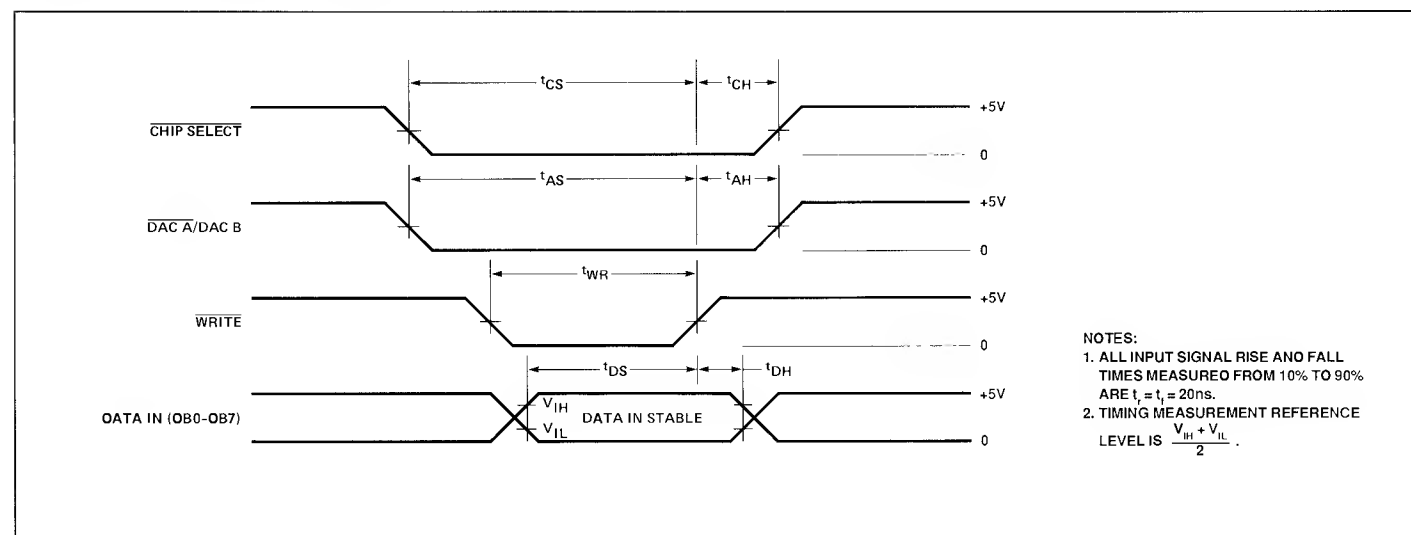 tCS
tCH
CHIP SELECT
+5V
0
tAS
tAH
DAC A/DAC B
+5V
0
tWR
WRITE
+5V
0
tDS
tDH
OATA IN (OB0-OB7)
VIH
VIL
DATA IN STABLE
+5V
0
NOTES:
1. ALL INPUT SIGNAL RISE ANO FALL
TIMES MEASUREO FROM 10% TO 90%
ARE tr = tf = 20ns.
2. TIMING MEASUREMENT REFERENCE
LEVEL IS VIH + VIL / 2 .